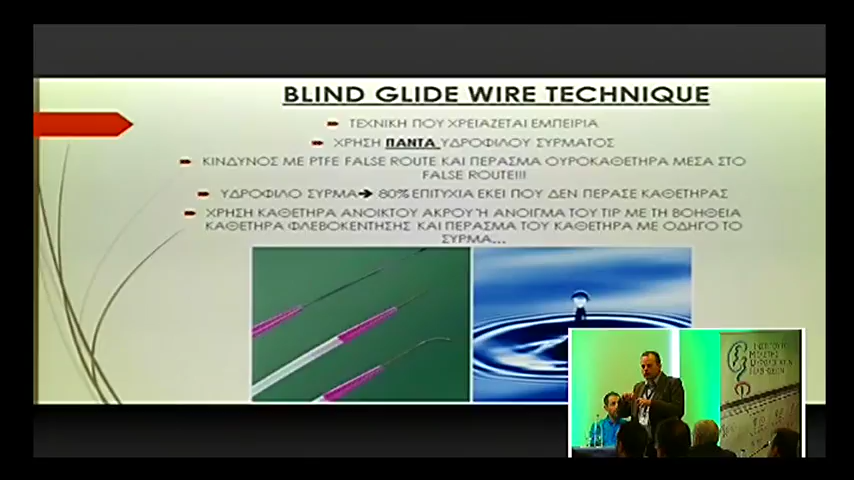 BLIND GLIDE WIRE TECHNIQUE
ΤΕΧΝΙΚΗ ΠΟΥ ΧΡΕΙΑΖΕΤΑΙ ΕΜΠΕΙΡΙΑ
ΧΡΗΣΗ ΠΑΝΤΑ ΥΔΡΟΦΙΛΟΥ ΣΥΡΜΑΤΟΣ
ΚΙΝΔΥΝΟΣ ΜΕ PTFE FALSE ROUTE ΚΑΙ ΠΕΡΑΣΜΑ ΟΥΡΟΚΑΘΕΤΗΡΑ ΜΕΣΑ ΣΤΟ
FALSE ROUTE!!!
ΥΔΡΟΦΙΛΟ ΣΥΡΜΑ➔ 80% ΕΠΙΤΥΧΙΑ ΕΚΕΙ ΠΟΥ ΔΕΝ ΠΕΡΑΣΕ ΚΑΘΕΤΗΡΑΣ
ΧΡΗΣΗ ΚΑΘΕΤΗΡΑ ΑΝΟΙΚΤΟΥ ΑΚΡΟΥ Ή ΑΝΟΙΓΜΑ ΤΟΥ TIP ΜΕ ΤΗ ΒΟΗΘΕΙΑ
ΚΑΘΕΤΗΡΑ ΦΛΕΒΟΚΕΝΤΗΣΗΣ ΚΑΙ ΠΕΡΑΣΜΑ ΤΟΥ ΚΑΘΕΤΗΡΑ ΜΕ ΟΔΗΓΟ ΤΟ
ΣΥΡΜΑ...
ΜΕΛΕΤΗΣ